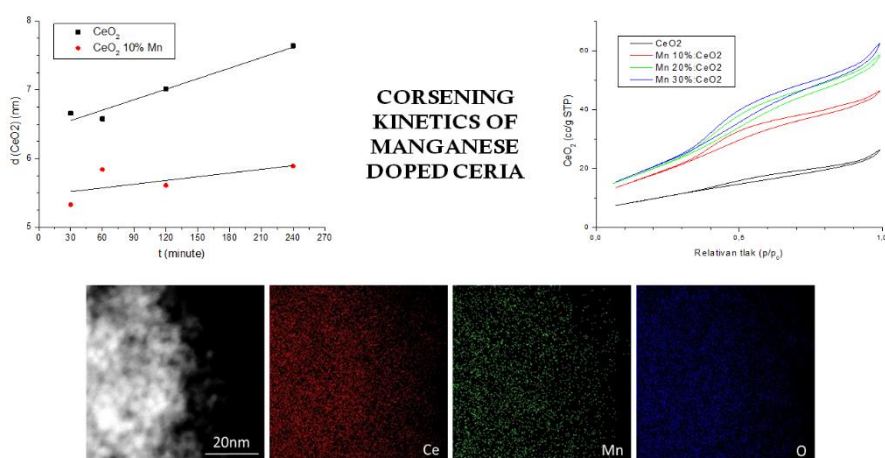 d (CeO2) (nm)
8
7
6
5
CeO2
CeO2 10% Mn
0 30 60 90 120 150 180 210 240 270
t (minute)
CORSENING
KINETICS OF
MANGANESE
DOPED CERIA
CeO2 (cc/g STP)
60
40
20
0
CeO2
Mn 10%:CeO2
Mn 20%:CeO2
Mn 30%:CeO2
0,0 0,5 1,0
Relativan tlak (p/p0)
20nm
Ce
Mn
O